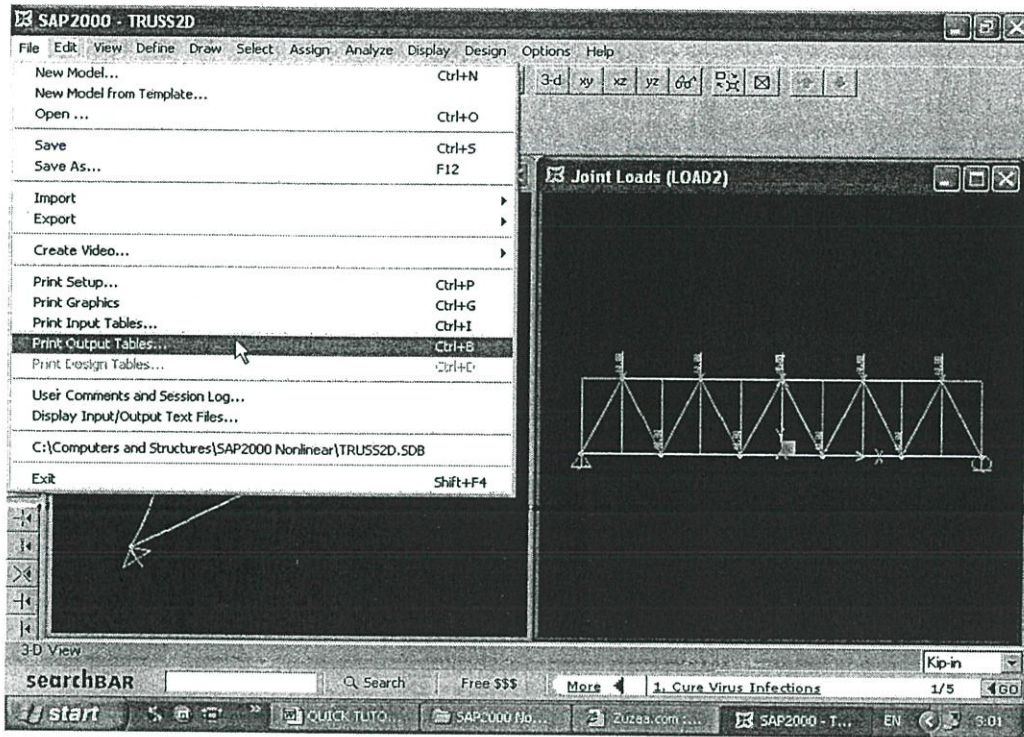 SAP2000 - TRUSS2D
File Edit View Define Draw Select Assign Analyze Display Design Options Help
New Model... Ctrl+N
New Model from Template...
Open ... Ctrl+O
Save Ctrl+S
Save As... F12
Import
Export
Create Video...
Print Setup... Ctrl+P
Print Graphics Ctrl+G
Print Input Tables... Ctrl+I
Print Output Tables... Ctrl+B
Print Design Tables... Ctrl+D
User Comments and Session Log...
Display Input/Output Text Files...
C:\Computers and Structures\SAP2000 Nonlinear\TRUSS2D.SDB
Exit Shift+F4
3-d xy xz yz
Joint Loads (LOAD2)
Y
X
3-D View
Kip-in
searchBAR Search Free $$$ More 1. Cure Virus Infections 1/5 GO
start QUICK TUTO... SAP2000 No... Zuzaa.com :... SAP2000 - T... EN 9:01